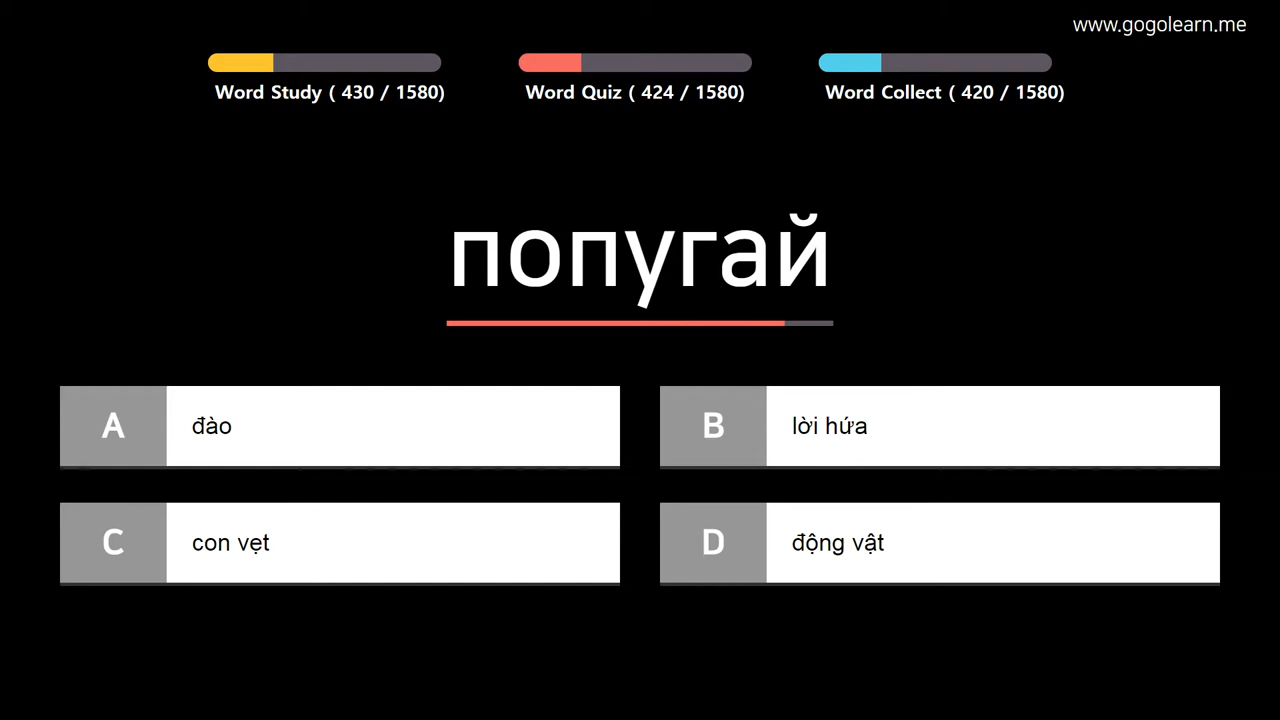 www.gogolearn.me
Word Study ( 430 / 1580)
Word Quiz ( 424 / 1580)
Word Collect ( 420 / 1580)
попугай
A
đào
B
lời hứa
C
con vẹt
D
động vật